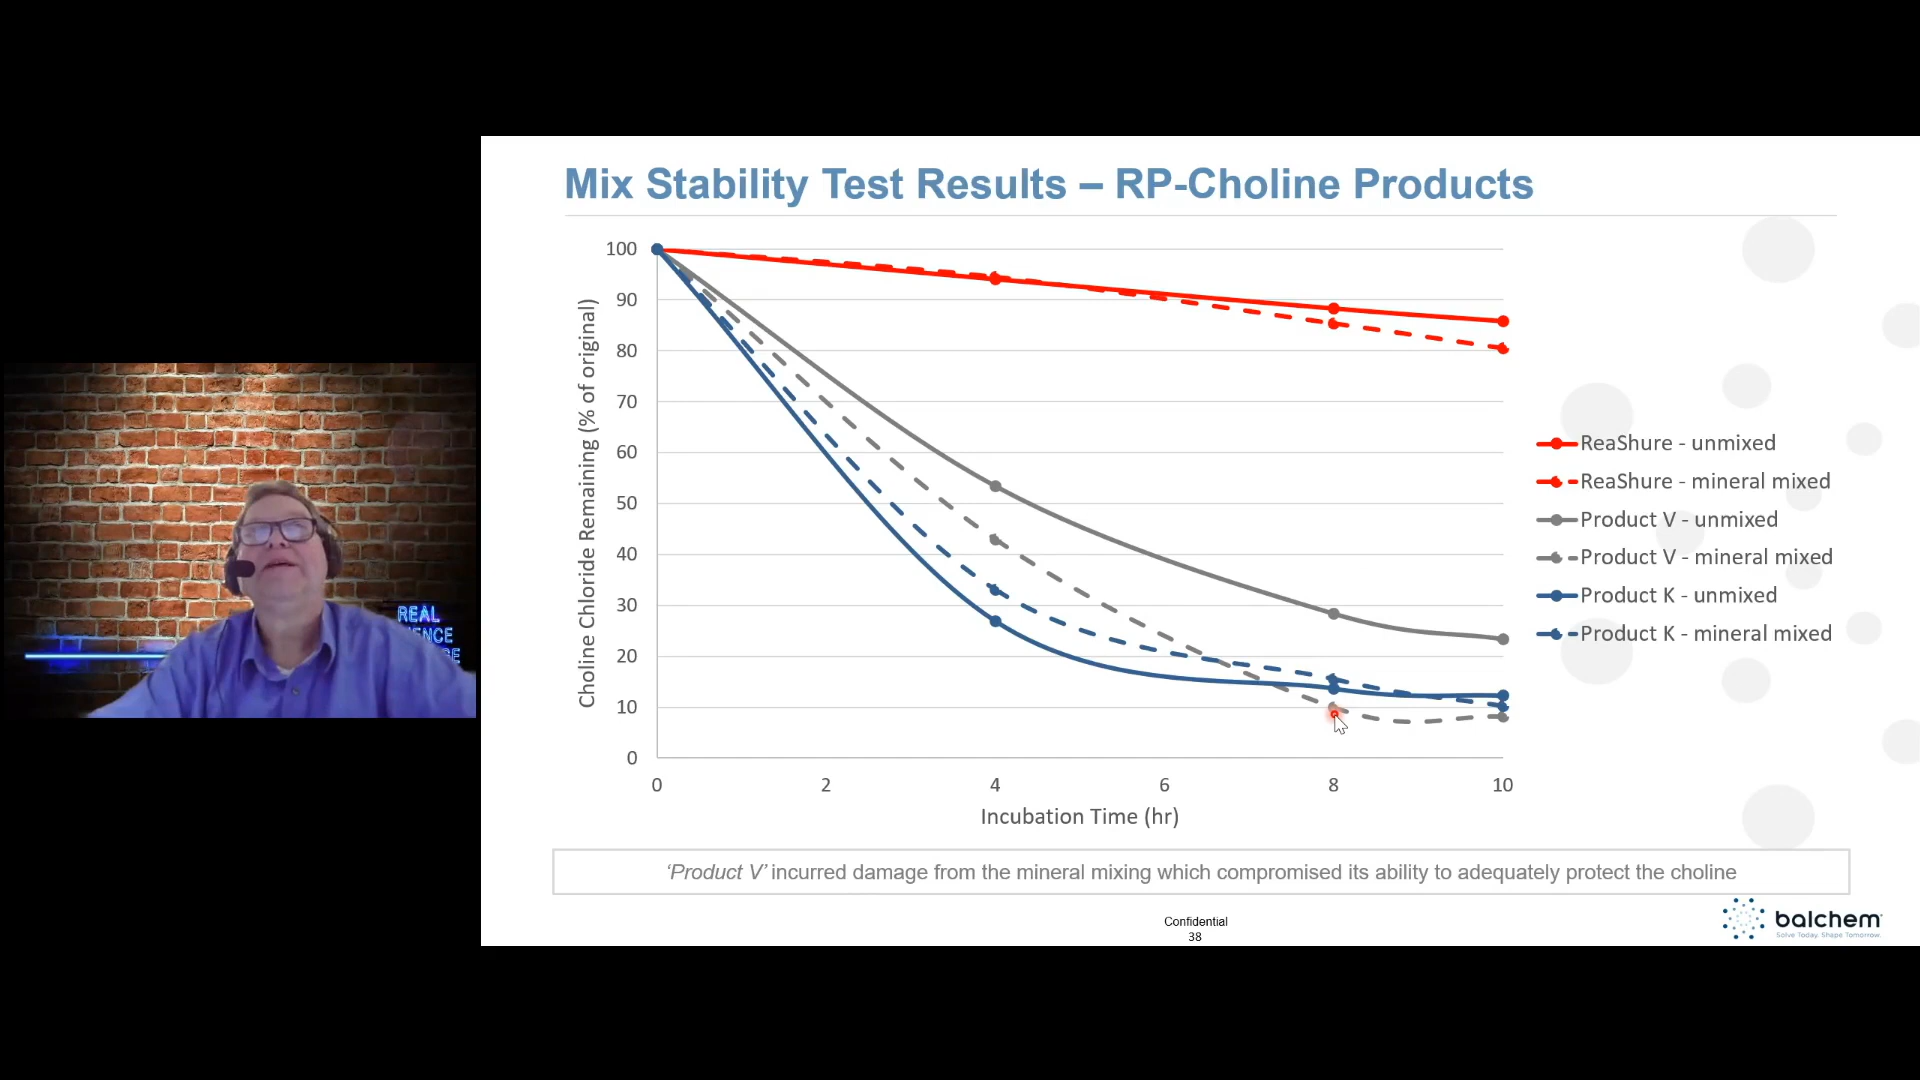 Mix Stability Test Results – RP-Choline Products
Choline Chloride Remaining (% of original)
100
90
80
70
60
50
40
30
20
10
0
0 2 4 6 8 10
Incubation Time (hr)
ReaShure - unmixed
ReaShure - mineral mixed
Product V - unmixed
Product V - mineral mixed
Product K - unmixed
Product K - mineral mixed
‘Product V’ incurred damage from the mineral mixing which compromised its ability to adequately protect the choline
Confidential
38
balchem
Solve Today. Shape Tomorrow.
REAL